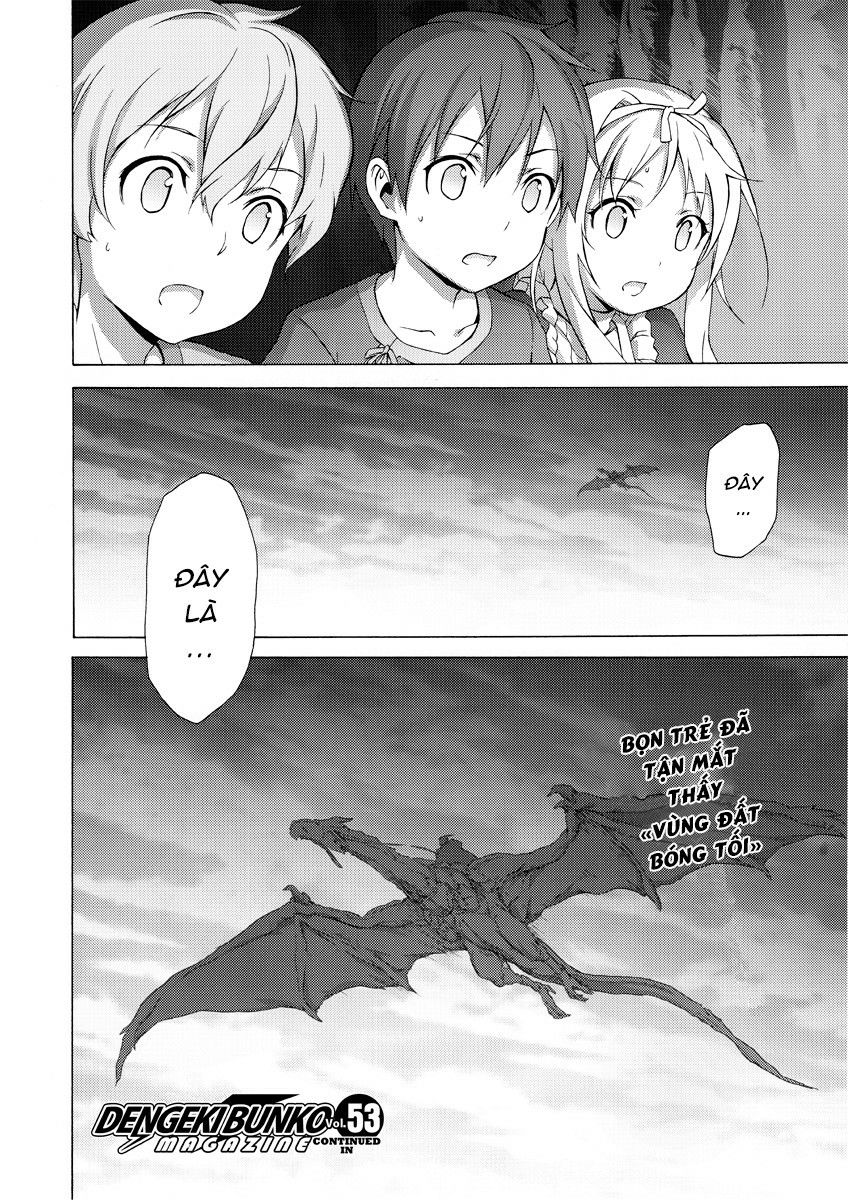 ĐÂY
...
ĐÂY
LÀ
...
BỌN TRẺ ĐÃ
TẬN MẮT
THẤY
«VÙNG ĐẤT
BÓNG TỐI»
DENGEKI BUNKO
MAGAZINE
Vol.53
CONTINUED
IN